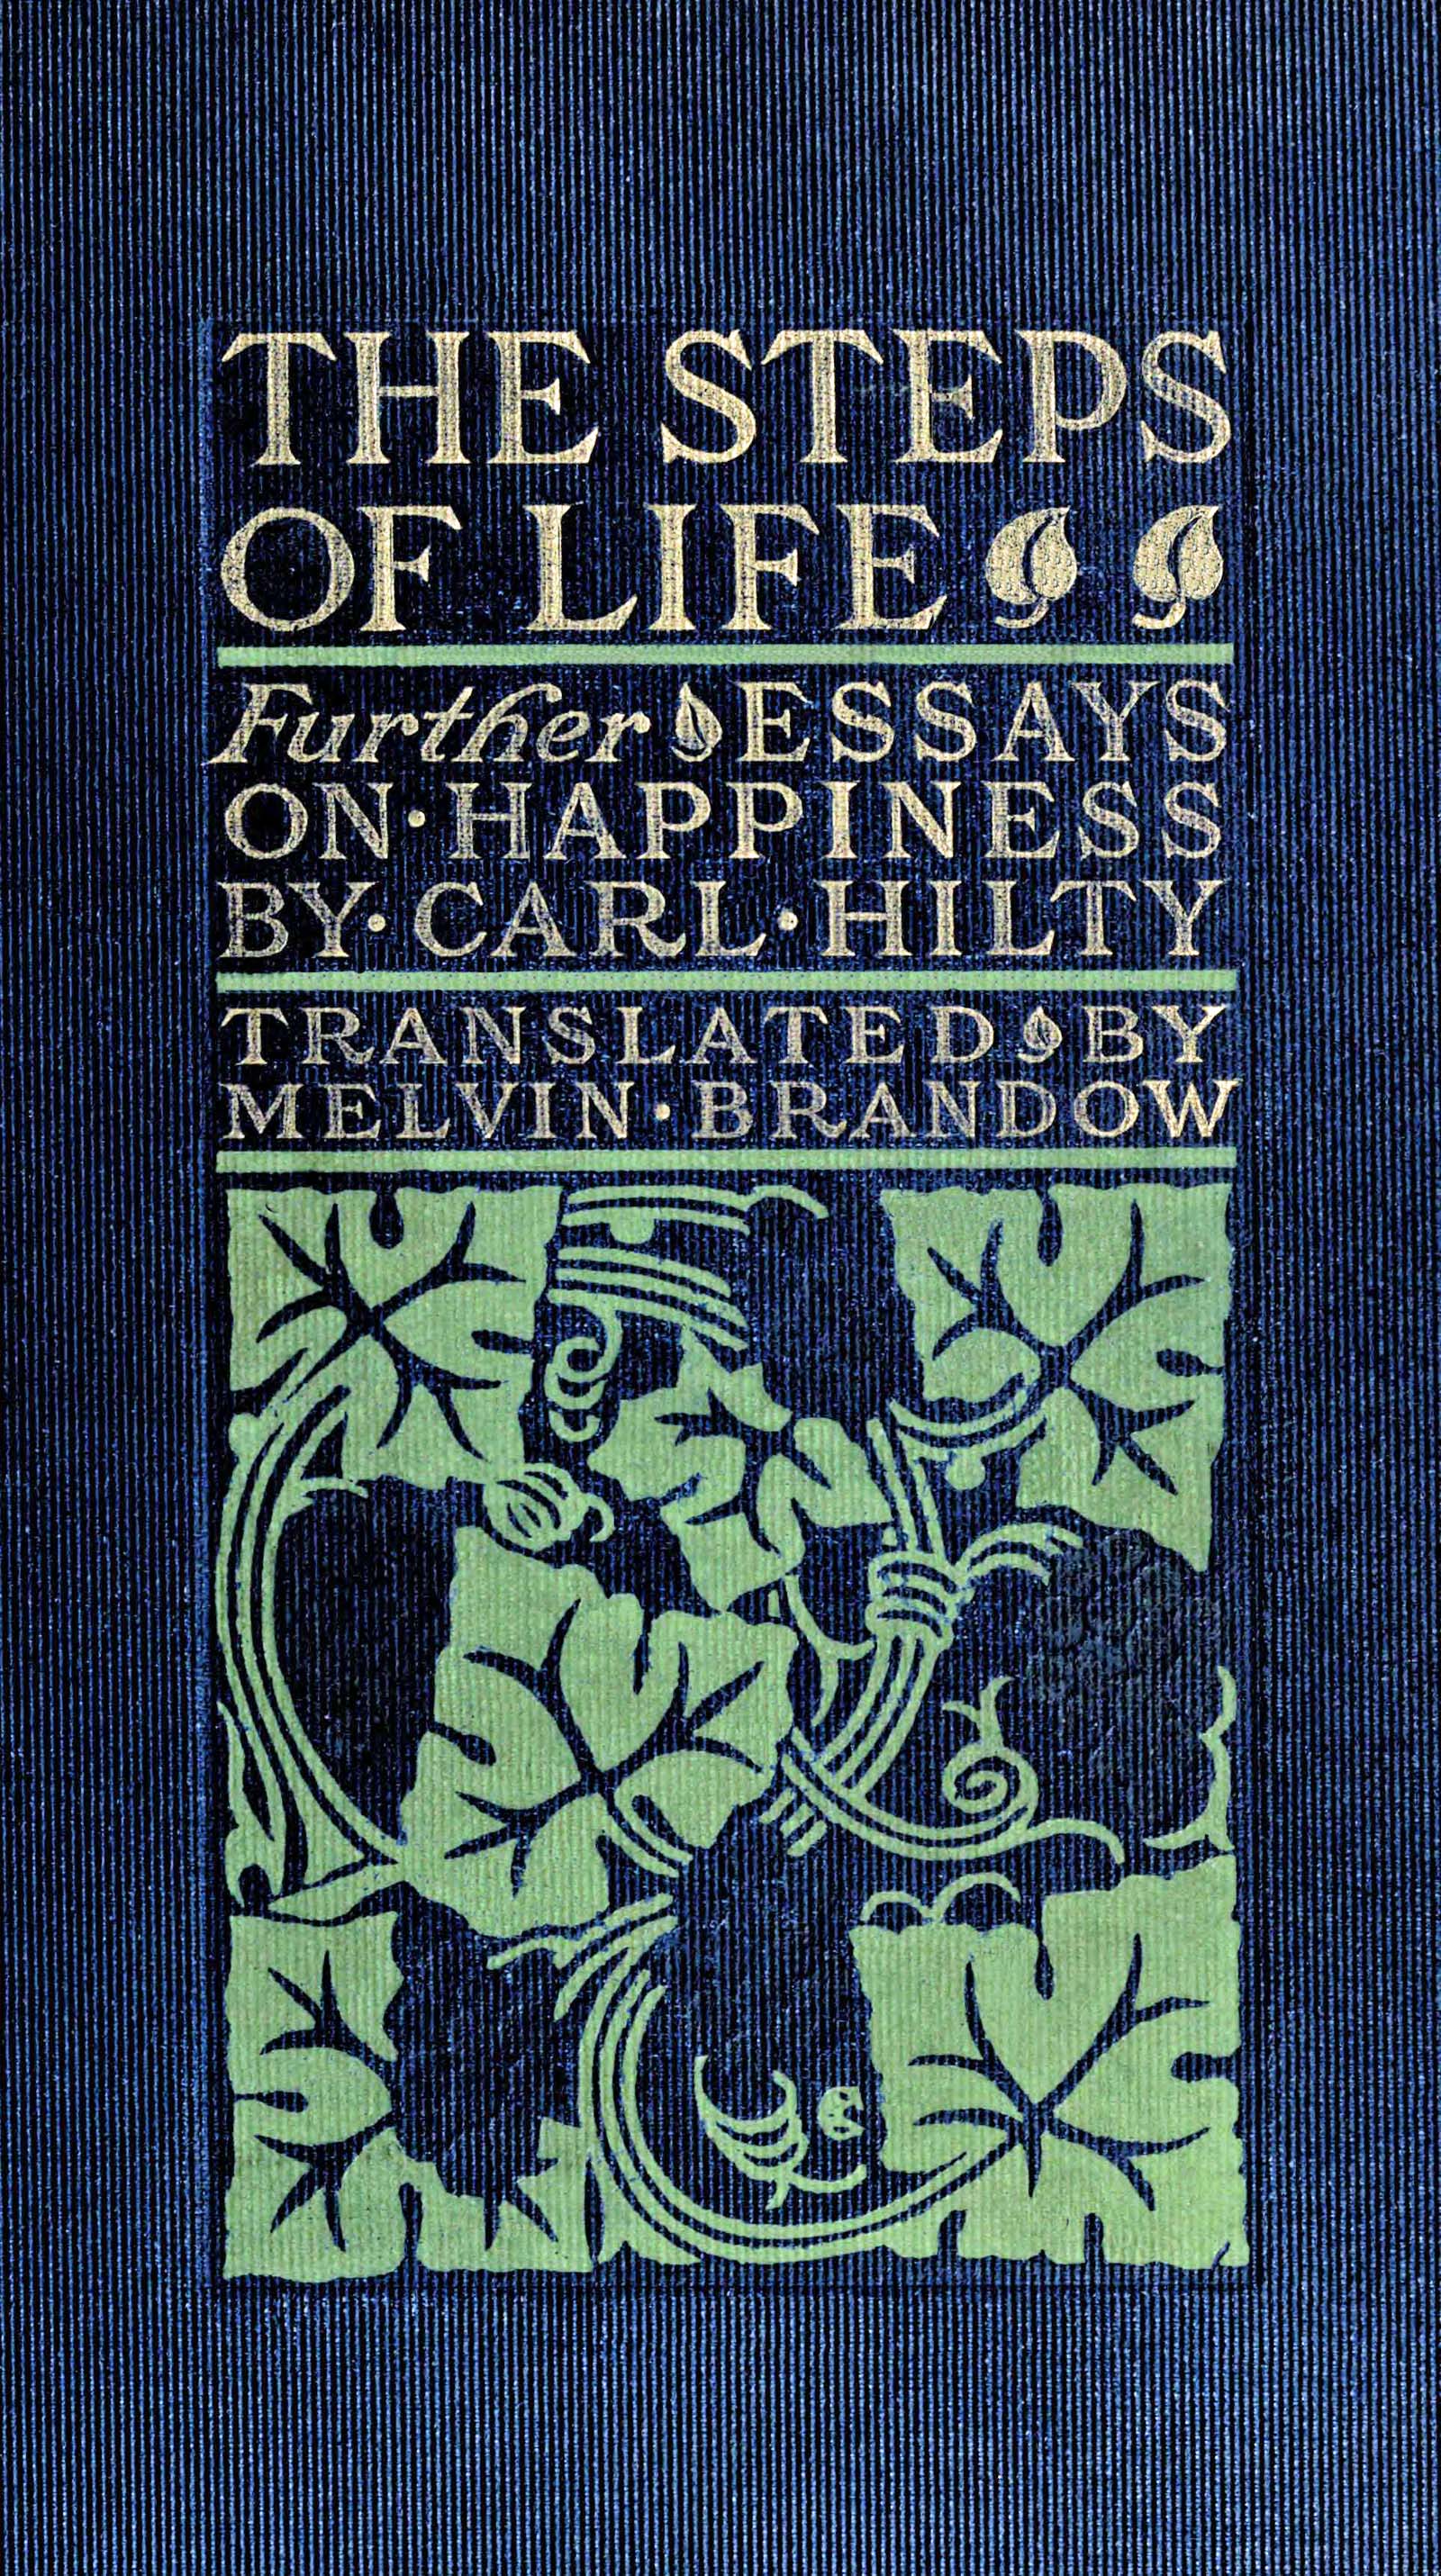 THE STEPS
OF LIFE
Further ESSAYS
ON · HAPPINESS
BY · CARL · HILTY
TRANSLATED BY
MELVIN · BRANDOW